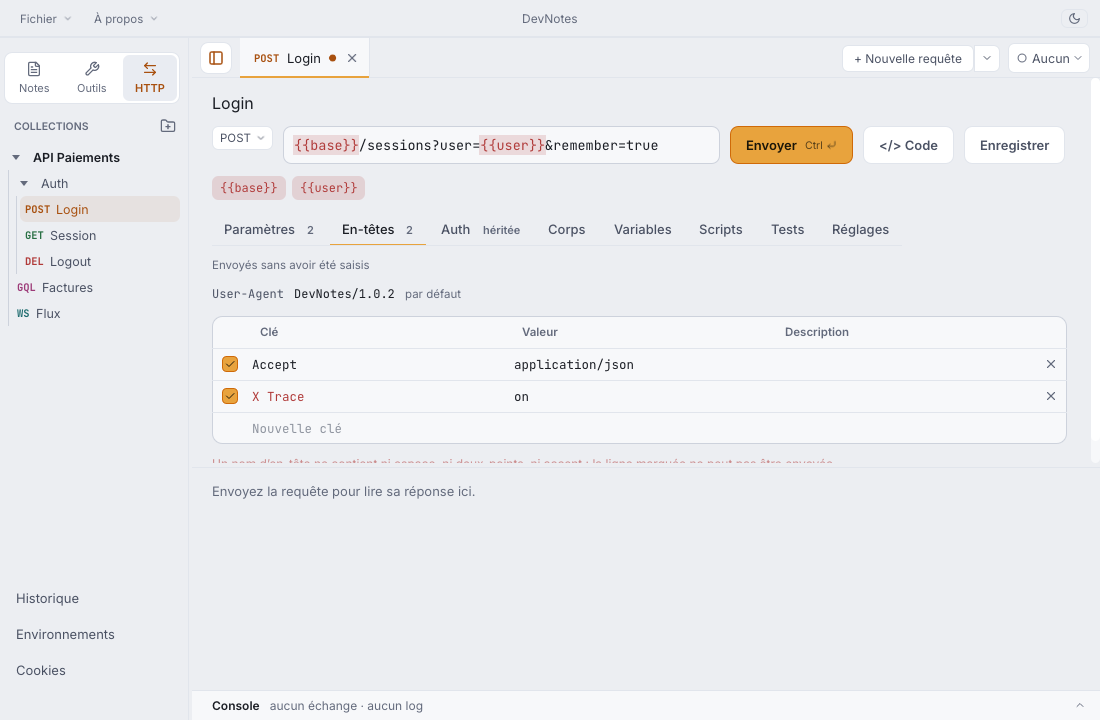 Fichier
À propos
DevNotes
Notes
Outils
HTTP
POST Login
+ Nouvelle requête
Aucun
COLLECTIONS
API Paiements
Auth
POST Login
GET Session
DEL Logout
GQL Factures
WS Flux
Historique
Environnements
Cookies
Login
POST
{{base}}/sessions?user={{user}}&remember=true
Envoyer Ctrl ↵
</> Code
Enregistrer
{{base}} {{user}}
Paramètres 2
En-têtes 2
Auth héritée
Corps
Variables
Scripts
Tests
Réglages
Envoyés sans avoir été saisis
User-Agent DevNotes/1.0.2 par défaut
Clé Valeur Description
Accept application/json
X Trace on
Nouvelle clé
Envoyez la requête pour lire sa réponse ici.
Console aucun échange · aucun log